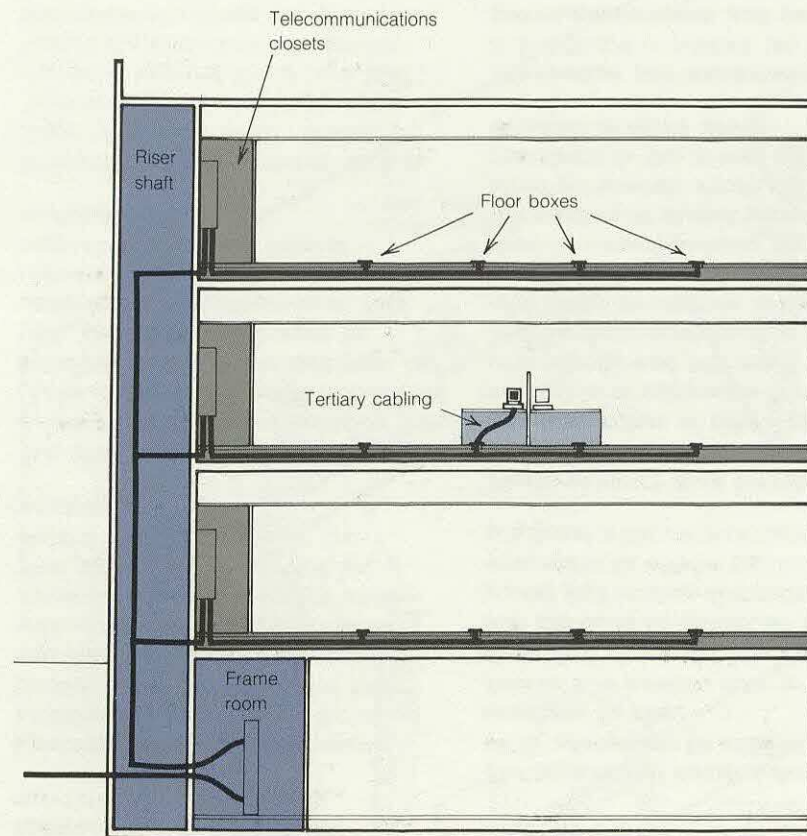 Telecommunications
closets
Riser
shaft
Floor boxes
Tertiary cabling
Frame
room